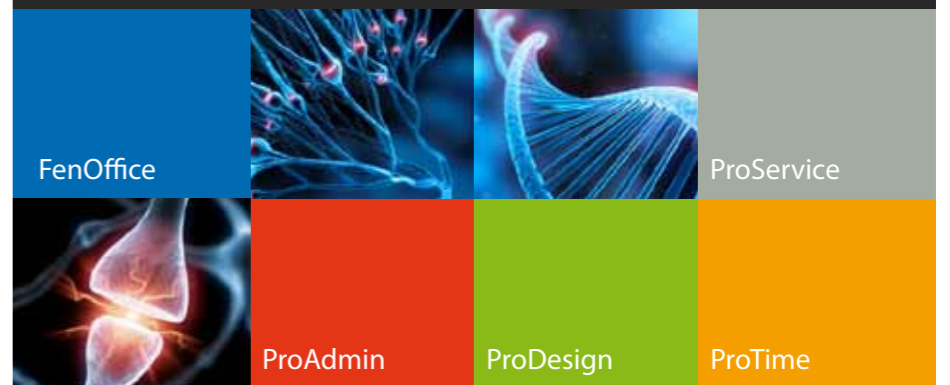 FenOffice
ProService
ProAdmin
ProDesign
ProTime